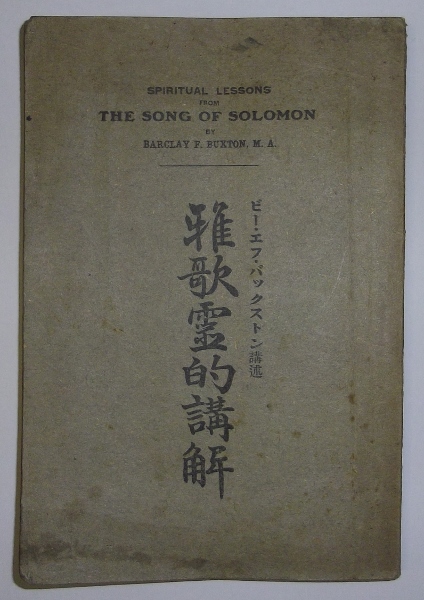 SPIRITUAL LESSONS
FROM
THE SONG OF SOLOMON
BY
BARCLAY F. BUXTON, M. A.
ビー・エフ・バックストン講述
雅歌靈的講解